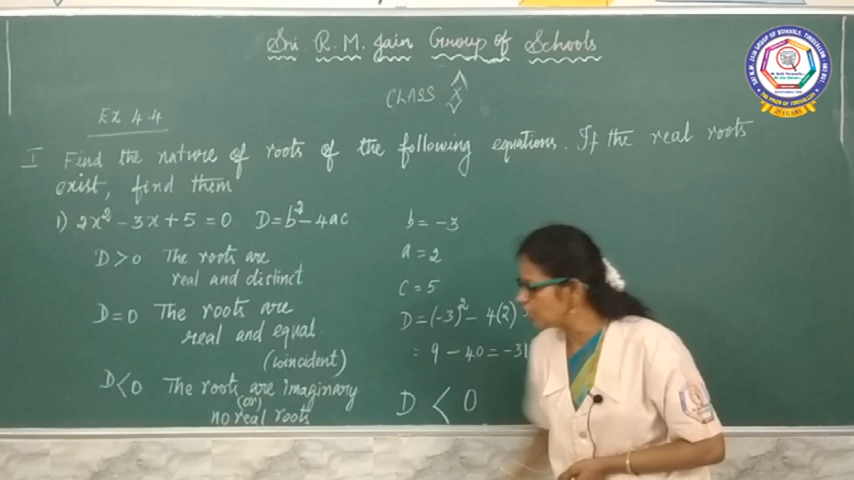 Sri R.M. Jain Group of Schools
CLASS X
Ex 4.4
I Find the nature of roots of the following equations. If the real roots
exist, find them
1) 2x² - 3x + 5 = 0 D = b² - 4ac
D > 0 The roots are
real and distinct
D = 0 The roots are
real and equal.
(coincident)
D < 0 The roots are imaginary
(or)
no real roots
b = -3
a = 2
c = 5
D = (-3)² - 4(2)
= 9 - 40 = -31
D < 0